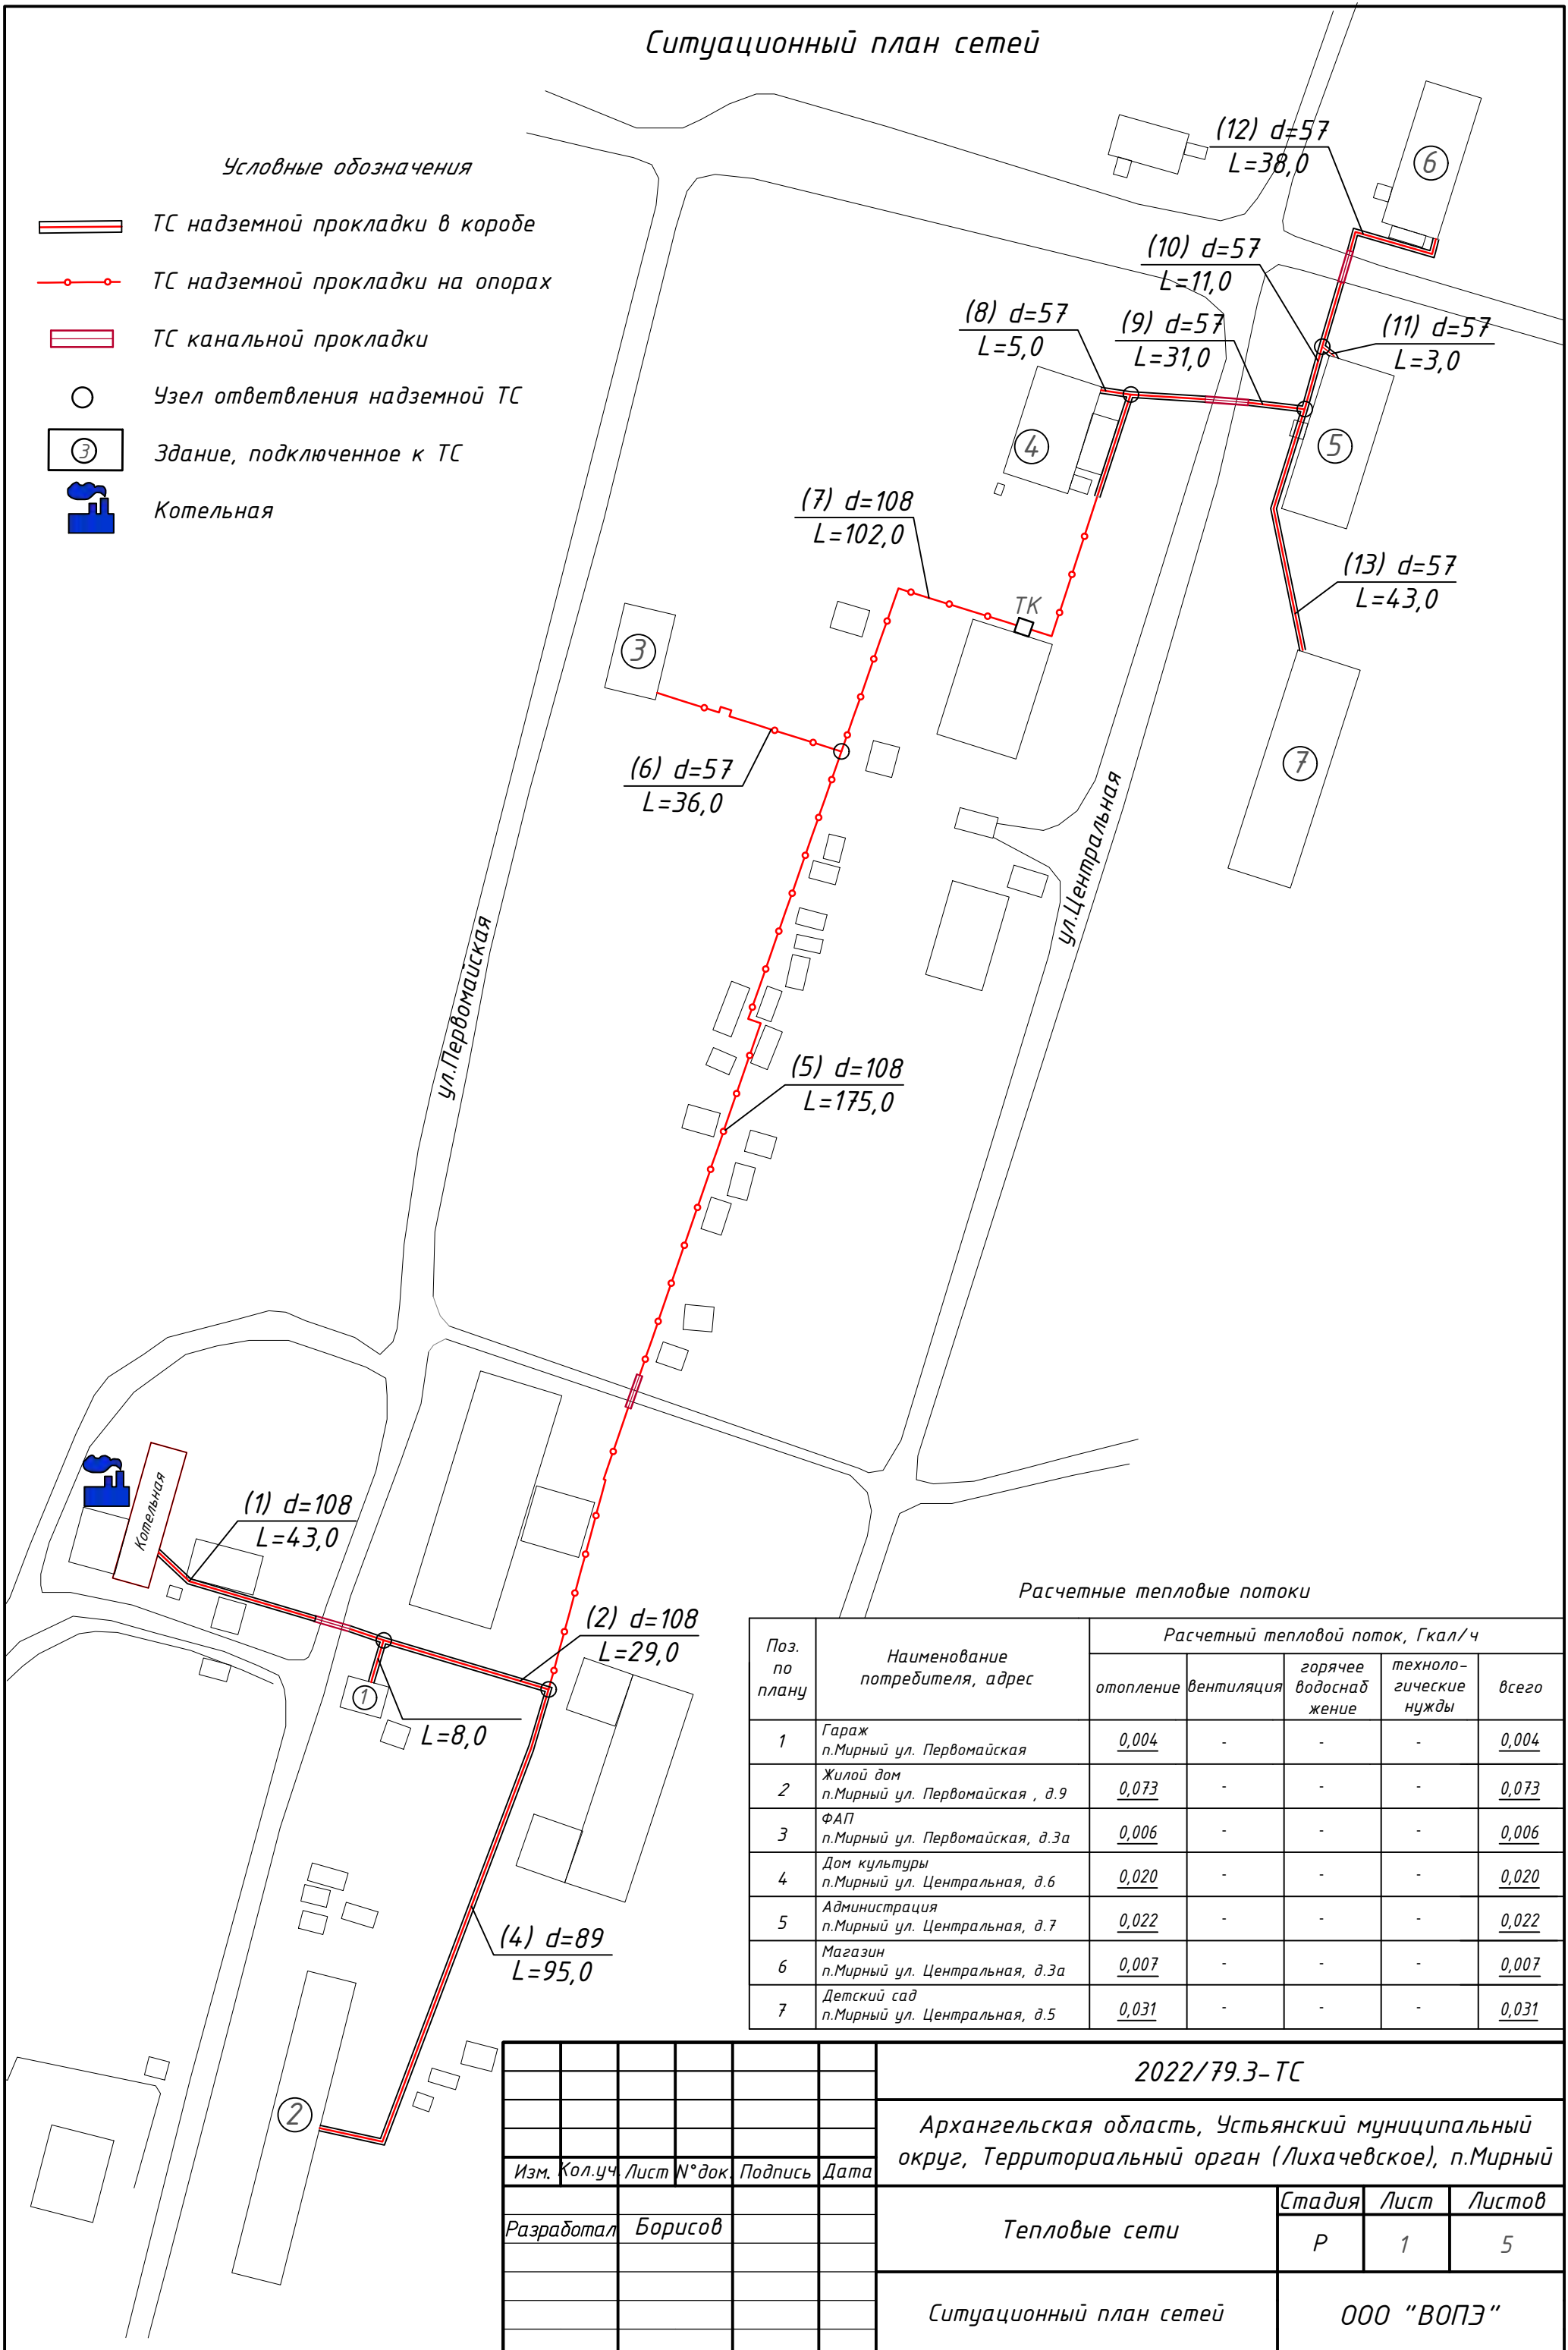 Ситуационный план сетей
Условные обозначения
ТС надземной прокладки в коробе
ТС надземной прокладки на опорах
ТС канальной прокладки
Узел ответвления надземной ТС
3
Здание, подключенное к ТС
Котельная
(12) d=57
L=38,0
6
(10) d=57
L=11,0
(8) d=57
L=5,0
(9) d=57
L=31,0
(11) d=57
L=3,0
4
5
(7) d=108
L=102,0
ТК
(13) d=57
L=43,0
3
7
(6) d=57
L=36,0
ул.Центральная
ул.Первомайская
(5) d=108
L=175,0
Котельная
(1) d=108
L=43,0
(2) d=108
L=29,0
1
L=8,0
(4) d=89
L=95,0
2
Расчетные тепловые потоки
Поз.
по
плану
Наименование
потребителя, адрес
Расчетный тепловой поток, Гкал/ч
отопление
вентиляция
горячее
водоснаб
жение
техноло-
гические
нужды
всего
1
Гараж
п.Мирный ул. Первомайская
0,004 - - - 0,004
2
Жилой дом
п.Мирный ул. Первомайская , д.9
0,073 - - - 0,073
3
ФАП
п.Мирный ул. Первомайская, д.3а
0,006 - - - 0,006
4
Дом культуры
п.Мирный ул. Центральная, д.6
0,020 - - - 0,020
5
Администрация
п.Мирный ул. Центральная, д.7
0,022 - - - 0,022
6
Магазин
п.Мирный ул. Центральная, д.3а
0,007 - - - 0,007
7
Детский сад
п.Мирный ул. Центральная, д.5
0,031 - - - 0,031
2022/79.3-ТС
Архангельская область, Устьянский муниципальный
округ, Территориальный орган (Лихачевское), п.Мирный
Изм. Кол.уч. Лист N°док. Подпись Дата
Разработал Борисов
Тепловые сети
Стадия Лист Листов
Р 1 5
Ситуационный план сетей
ООО "ВОПЭ"